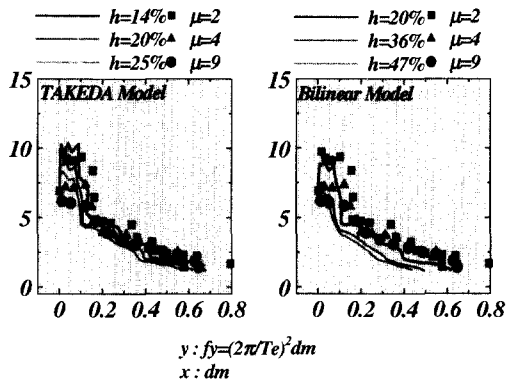 h=14% μ=2
h=20% μ=4
h=25% μ=9
h=20% μ=2
h=36% μ=4
h=47% μ=9
TAKEDA Model
Bilinear Model
15
10
5
0
0 0.2 0.4 0.6 0.8
15
10
5
0
0 0.2 0.4 0.6 0.8
y : fy=(2π/Te)²dm
x : dm